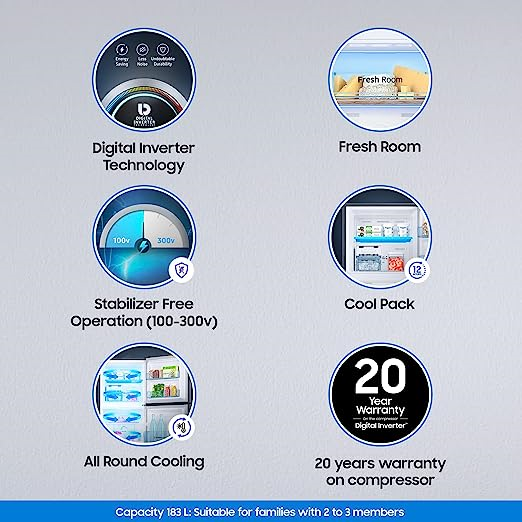 Energy Saving
Less Noise
Undoubtable Durability
DIGITAL
INVERTER
Digital Inverter
Technology
Fresh Room
Fresh Room
100v
300v
Stabilizer Free
Operation (100-300v)
12
Cool Pack
All Round Cooling
20
Year
Warranty
On the compressor
Digital Inverter™
20 years warranty
on compressor
Capacity 183 L: Suitable for families with 2 to 3 members